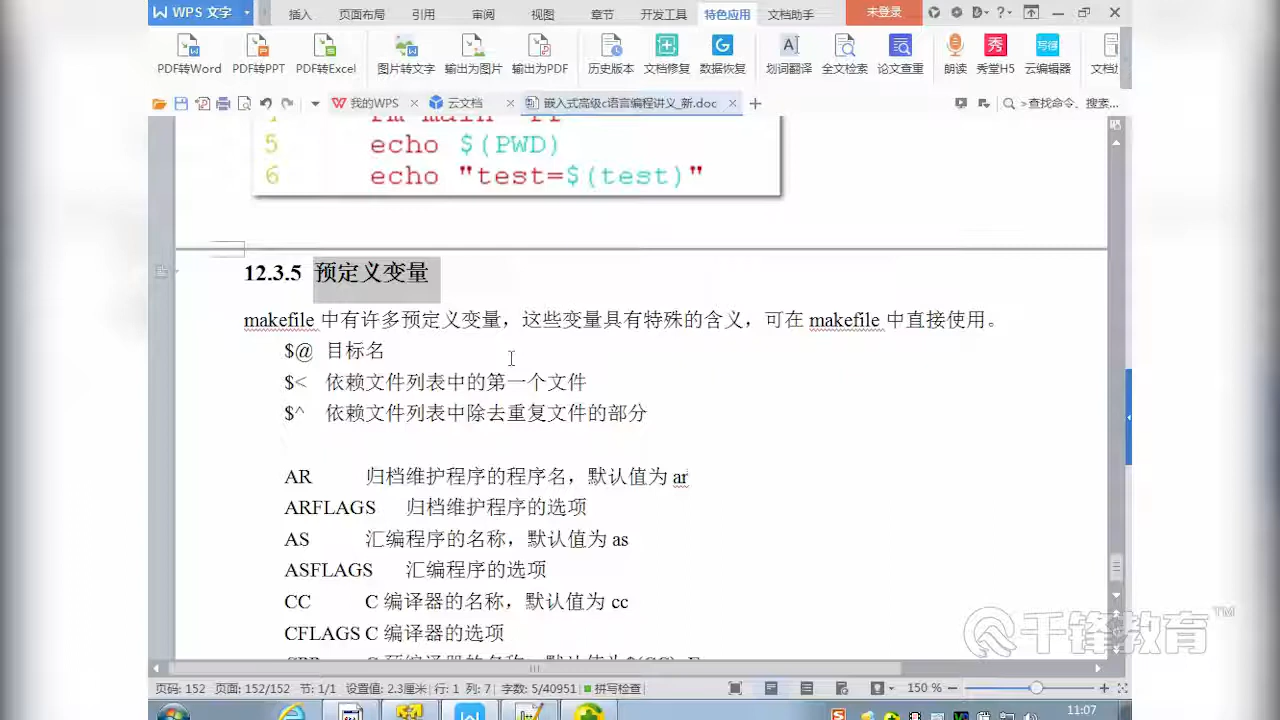 WPS 文字 插入 页面布局 引用 审阅 视图 章节 开发工具 特色应用 文档助手 未登录
PDF转Word PDF转PPT PDF转Excel 图片转文字 输出为图片 输出为PDF 历史版本 文档修复 数据恢复 划词翻译 全文检索 论文查重 朗读 秀堂H5 云编辑器
我的WPS 云文档 嵌入式高级c语言编程讲义_新.doc 查找命令、搜索...
5 echo $(PWD)
6 echo "test=$(test)"
12.3.5 预定义变量
makefile 中有许多预定义变量，这些变量具有特殊的含义，可在 makefile 中直接使用。
$@ 目标名
$< 依赖文件列表中的第一个文件
$^ 依赖文件列表中除去重复文件的部分
AR 归档维护程序的程序名，默认值为 ar
ARFLAGS 归档维护程序的选项
AS 汇编程序的名称，默认值为 as
ASFLAGS 汇编程序的选项
CC C 编译器的名称，默认值为 cc
CFLAGS C 编译器的选项
千锋教育™
页码: 152 页面: 152/152 节: 1/1 设置值: 2.3厘米 行: 1 列: 7 字数: 5/40951 拼写检查 150 %
11:07